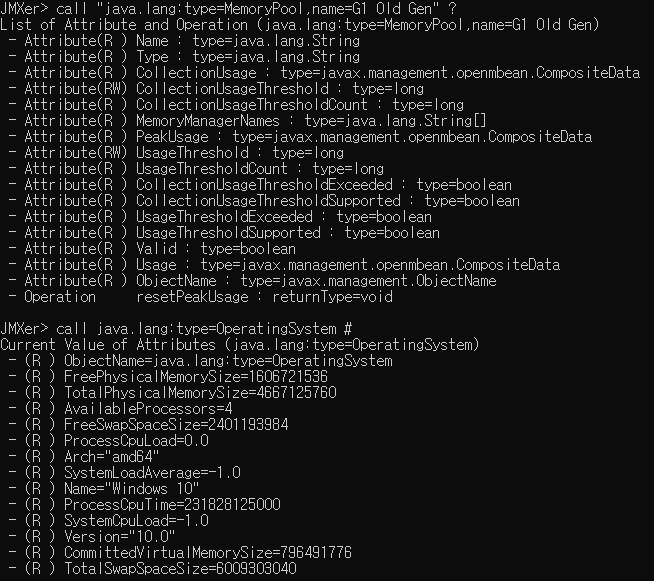 JMXer> call "java.lang:type=MemoryPool,name=G1 Old Gen" ?
List of Attribute and Operation (java.lang:type=MemoryPool,name=G1 Old Gen)
- Attribute(R ) Name : type=java.lang.String
- Attribute(R ) Type : type=java.lang.String
- Attribute(R ) CollectionUsage : type=javax.management.openmbean.CompositeData
- Attribute(RW) CollectionUsageThreshold : type=long
- Attribute(R ) CollectionUsageThresholdCount : type=long
- Attribute(R ) MemoryManagerNames : type=java.lang.String[]
- Attribute(R ) PeakUsage : type=javax.management.openmbean.CompositeData
- Attribute(RW) UsageThreshold : type=long
- Attribute(R ) UsageThresholdCount : type=long
- Attribute(R ) CollectionUsageThresholdExceeded : type=boolean
- Attribute(R ) CollectionUsageThresholdSupported : type=boolean
- Attribute(R ) UsageThresholdExceeded : type=boolean
- Attribute(R ) UsageThresholdSupported : type=boolean
- Attribute(R ) Valid : type=boolean
- Attribute(R ) Usage : type=javax.management.openmbean.CompositeData
- Attribute(R ) ObjectName : type=javax.management.ObjectName
- Operation     resetPeakUsage : returnType=void
JMXer> call java.lang:type=OperatingSystem #
Current Value of Attributes (java.lang:type=OperatingSystem)
- (R ) ObjectName=java.lang:type=OperatingSystem
- (R ) FreePhysicalMemorySize=1606721536
- (R ) TotalPhysicalMemorySize=4667125760
- (R ) AvailableProcessors=4
- (R ) FreeSwapSpaceSize=2401193984
- (R ) ProcessCpuLoad=0.0
- (R ) Arch="amd64"
- (R ) SystemLoadAverage=-1.0
- (R ) Name="Windows 10"
- (R ) ProcessCpuTime=231828125000
- (R ) SystemCpuLoad=-1.0
- (R ) Version="10.0"
- (R ) CommittedVirtualMemorySize=796491776
- (R ) TotalSwapSpaceSize=6009303040